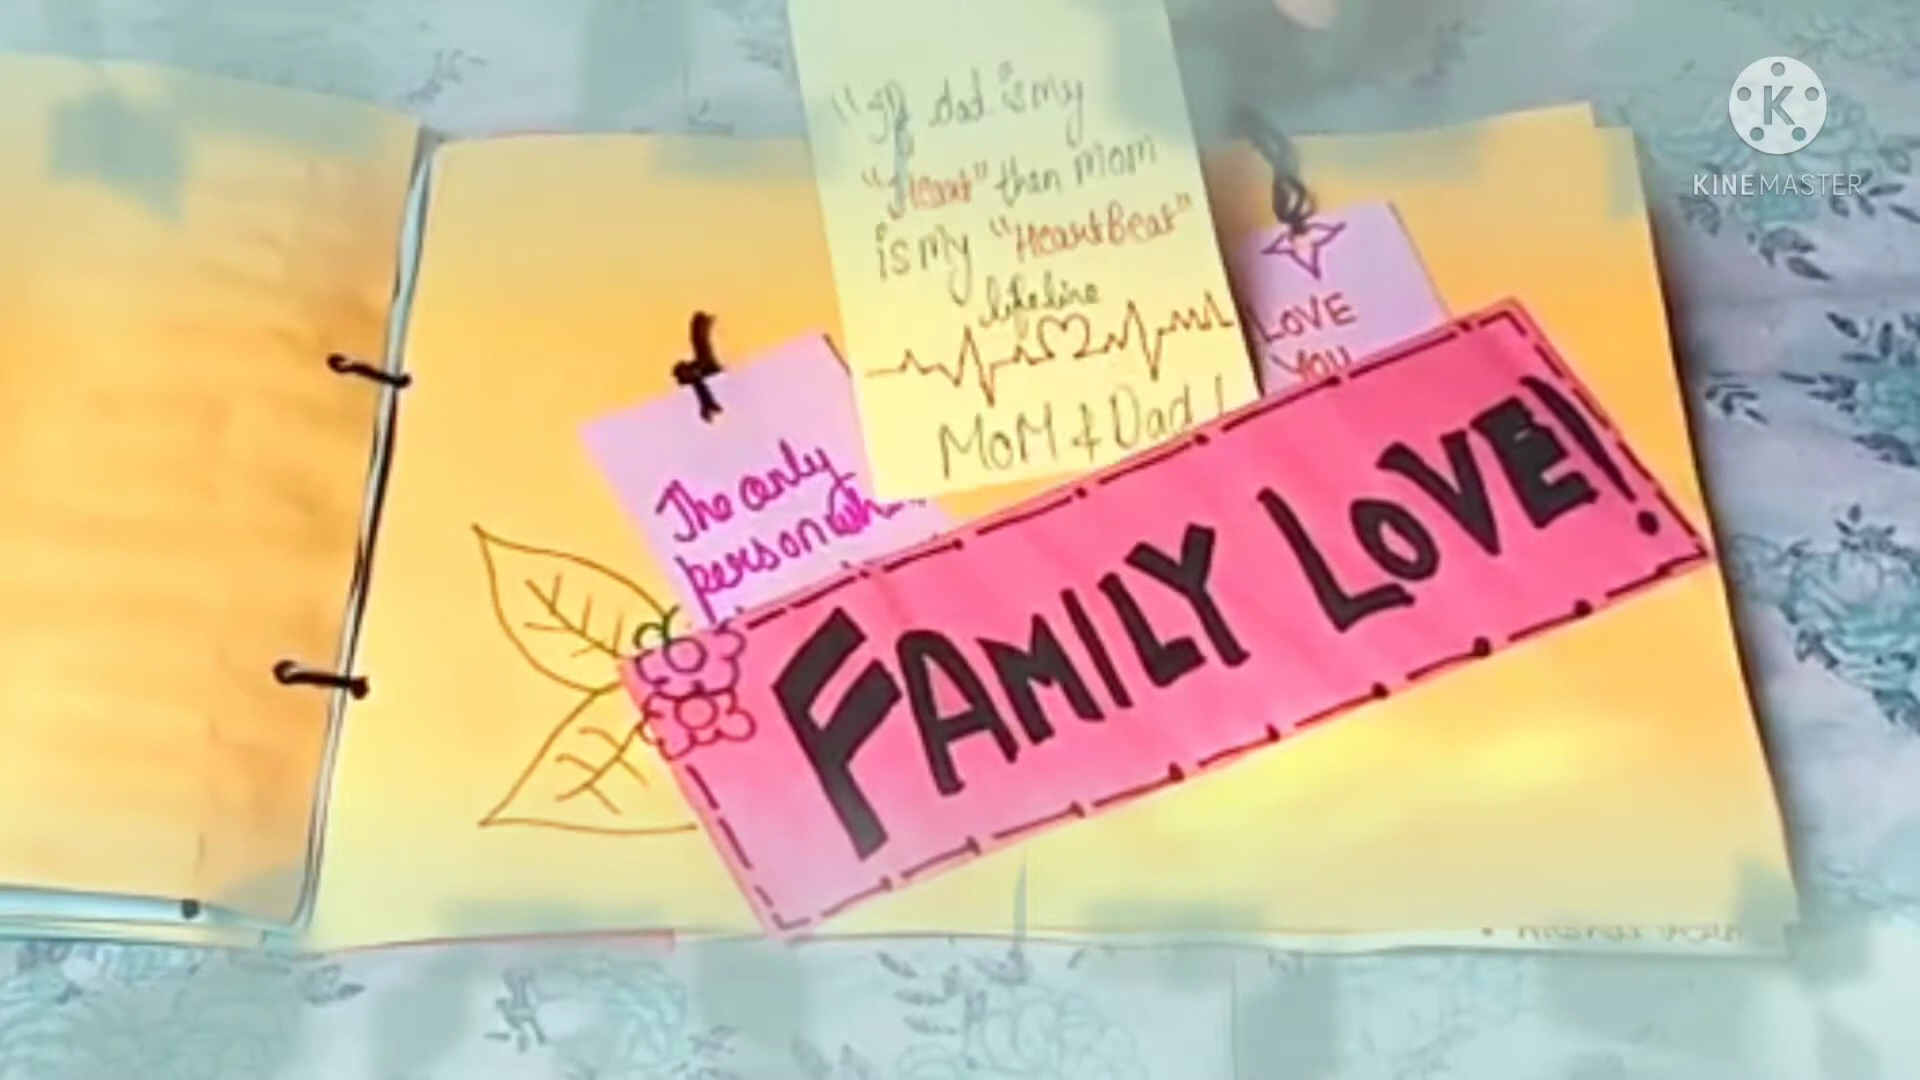 "If dad is my
"Heart" then Mom
is my "HeartBeat"
lifeline
MOM & Dad!
LOVE
YOU
The only
person wh...
FAMILY LOVE!
KINEMASTER